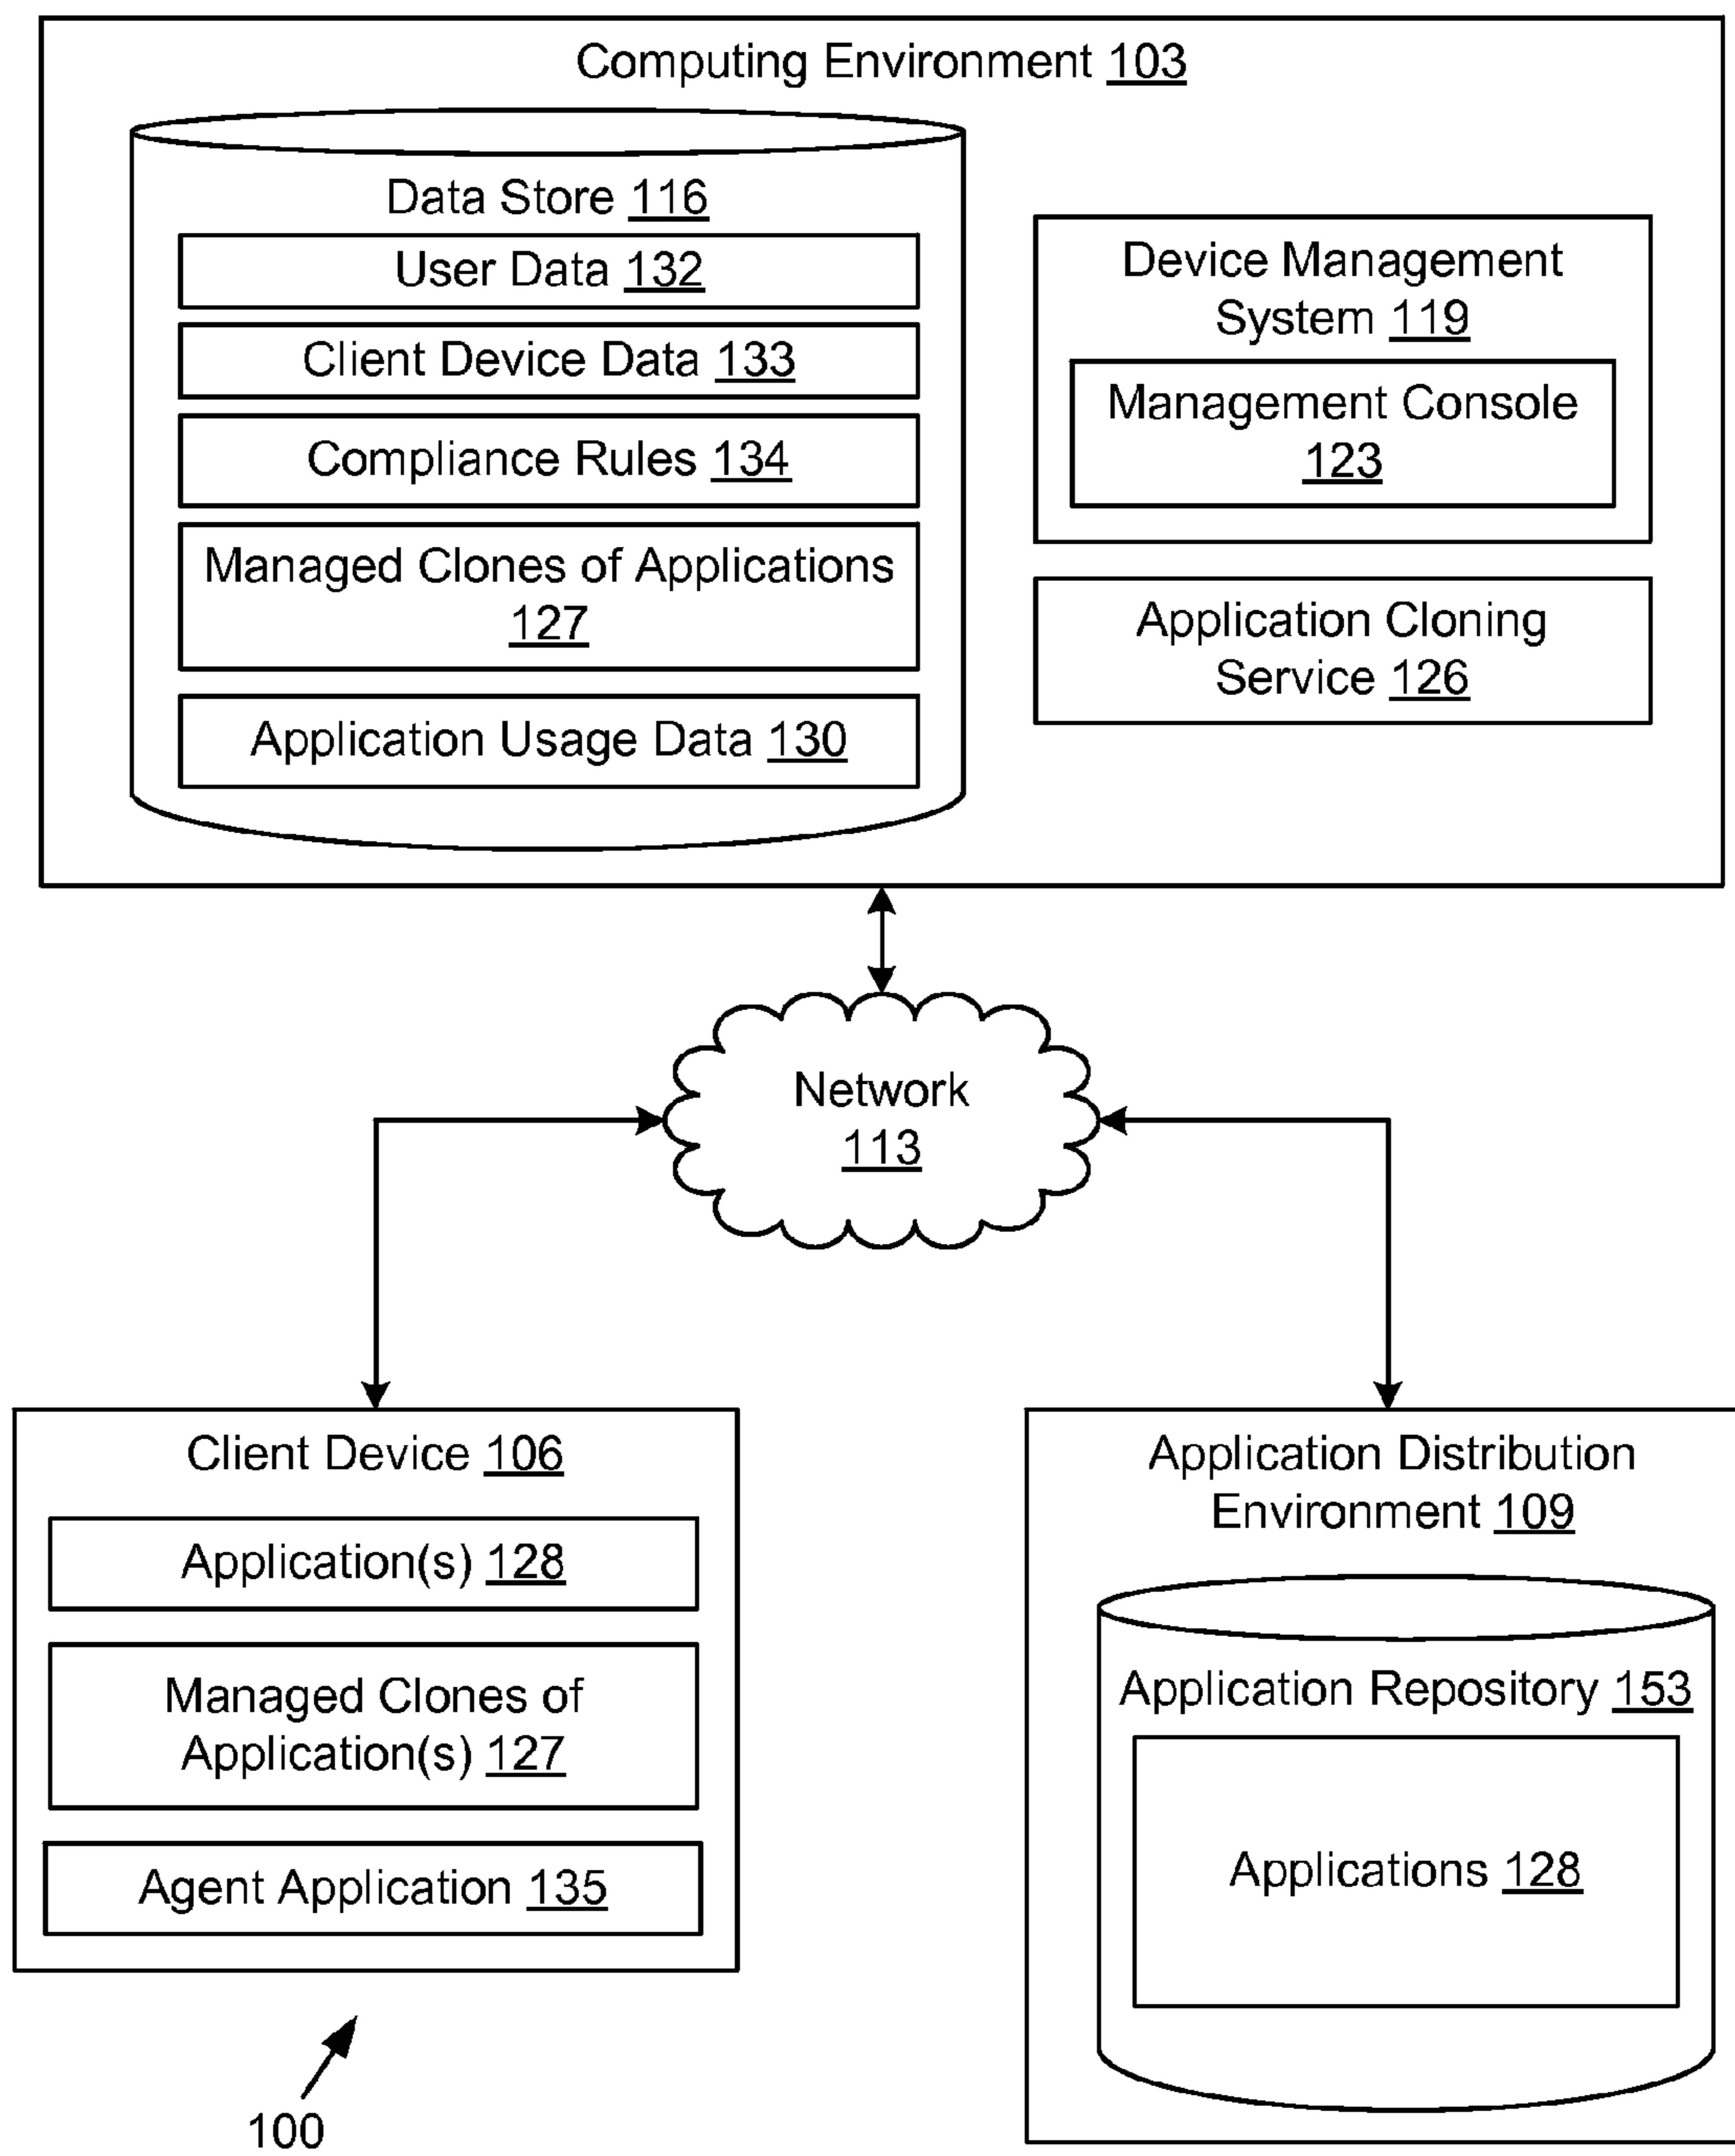 Computing Environment 103
Data Store 116
User Data 132
Client Device Data 133
Compliance Rules 134
Managed Clones of Applications
127
Application Usage Data 130
Device Management
System 119
Management Console
123
Application Cloning
Service 126
Network
113
Client Device 106
Application(s) 128
Managed Clones of
Application(s) 127
Agent Application 135
Application Distribution
Environment 109
Application Repository 153
Applications 128
100